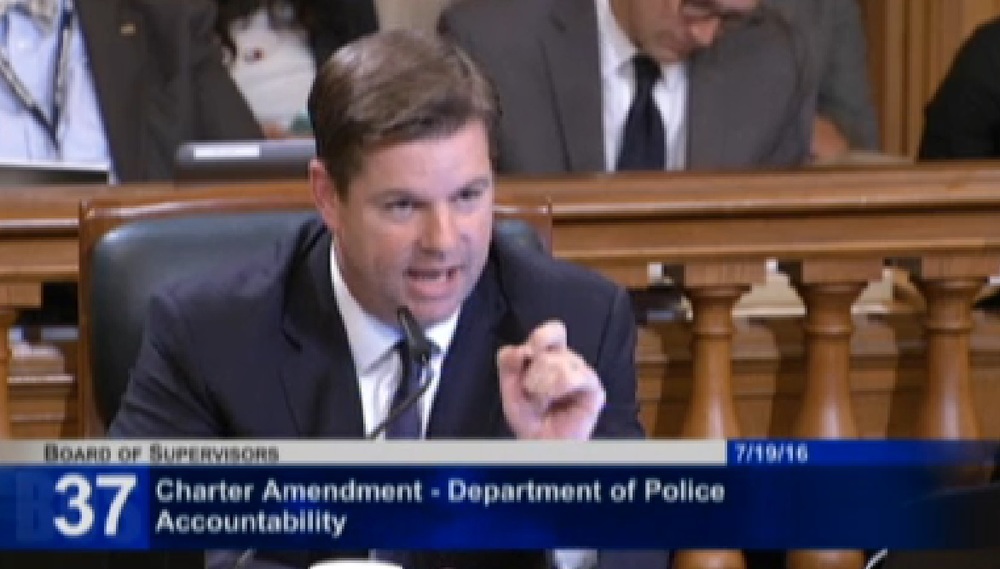 BOARD OF SUPERVISORS
7/19/16
37
Charter Amendment - Department of Police
Accountability